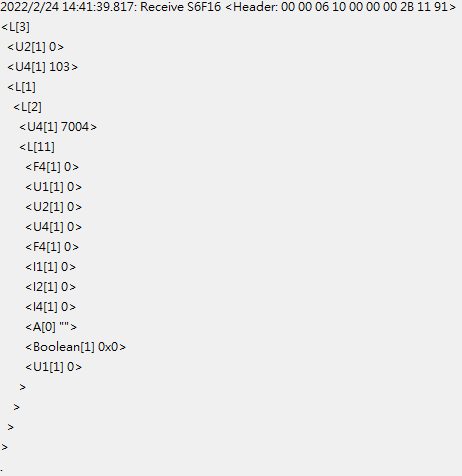 2022/2/24 14:41:39.817: Receive S6F16 <Header: 00 00 06 10 00 00 00 2B 11 91>
<L[3]
<U2[1] 0>
<U4[1] 103>
<L[1]
<L[2]
<U4[1] 7004>
<L[11]
<F4[1] 0>
<U1[1] 0>
<U2[1] 0>
<U4[1] 0>
<F4[1] 0>
<I1[1] 0>
<I2[1] 0>
<I4[1] 0>
<A[0] "">
<Boolean[1] 0x0>
<U1[1] 0>
>
>
>
>
.